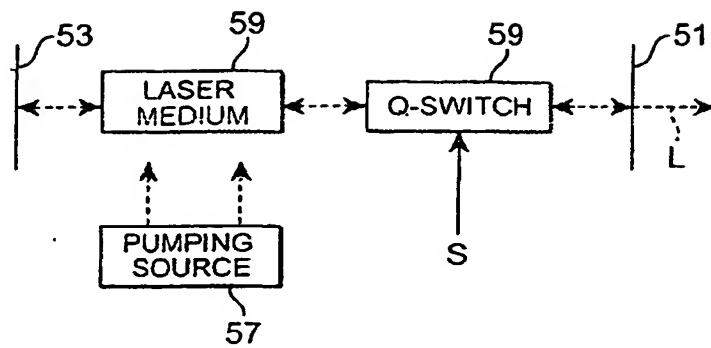 53
59
59
51
LASER
MEDIUM
Q-SWITCH
L
PUMPING
SOURCE
S
57